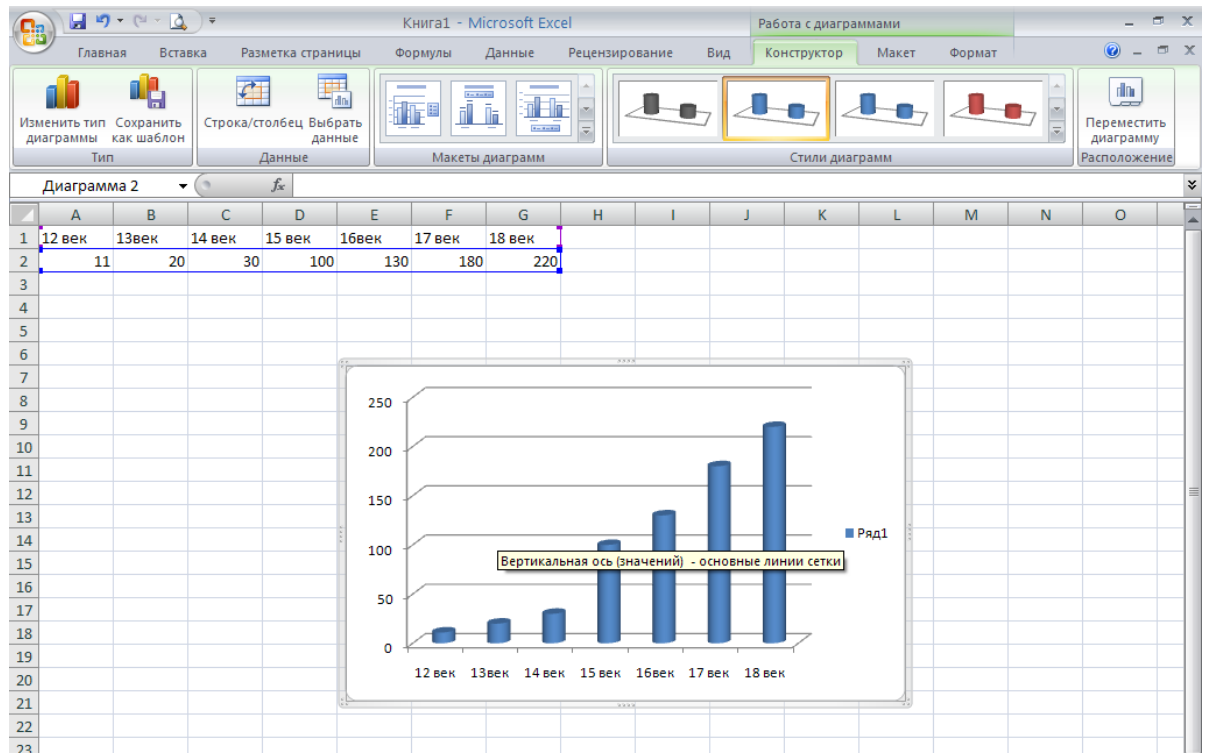 Книга1 - Microsoft Excel
Работа с диаграммами
Главная Вставка Разметка страницы Формулы Данные Рецензирование Вид Конструктор Макет Формат
Изменить тип диаграммы
Сохранить как шаблон
Строка/столбец
Выбрать данные
Переместить диаграмму
Тип Данные Макеты диаграмм Стили диаграмм Расположение
Диаграмма 2 fx
A B C D E F G H I J K L M N O
1 12 век 13век 14 век 15 век 16век 17 век 18 век
2 11 20 30 100 130 180 220
3
4
5
6
7
8
9
10
11
12
13
14
15
16
17
18
19
20
21
22
23
250
200
150
100
50
0
Ряд1
Вертикальная ось (значений) - основные линии сетки
12 век 13век 14 век 15 век 16век 17 век 18 век